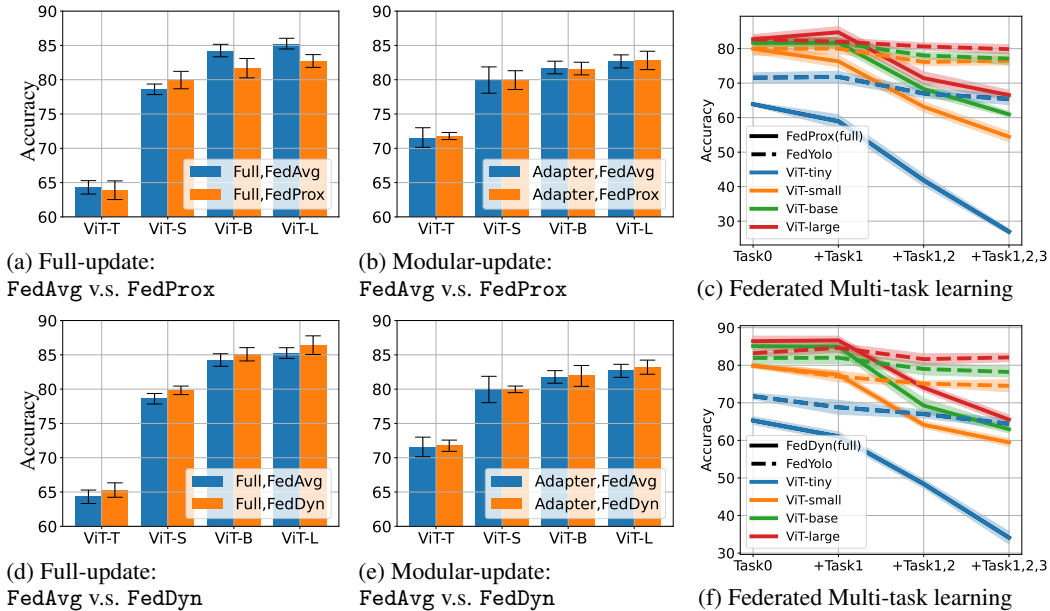 90
85
80
75
70
65
60
Accuracy
Full,FedAvg
Full,FedProx
ViT-T ViT-S ViT-B ViT-L
(a) Full-update:
FedAvg v.s. FedProx
90
85
80
75
70
65
60
Adapter,FedAvg
Adapter,FedProx
ViT-T ViT-S ViT-B ViT-L
(b) Modular-update:
FedAvg v.s. FedProx
80
70
60
50
40
30
Accuracy
FedProx(full)
FedYolo
ViT-tiny
ViT-small
ViT-base
ViT-large
Task0 +Task1 +Task1,2 +Task1,2,3
(c) Federated Multi-task learning
90
85
80
75
70
65
60
Accuracy
Full,FedAvg
Full,FedDyn
ViT-T ViT-S ViT-B ViT-L
(d) Full-update:
FedAvg v.s. FedDyn
90
85
80
75
70
65
60
Adapter,FedAvg
Adapter,FedDyn
ViT-T ViT-S ViT-B ViT-L
(e) Modular-update:
FedAvg v.s. FedDyn
90
80
70
60
50
40
30
Accuracy
FedDyn(full)
FedYolo
ViT-tiny
ViT-small
ViT-base
ViT-large
Task0 +Task1 +Task1,2 +Task1,2,3
(f) Federated Multi-task learning